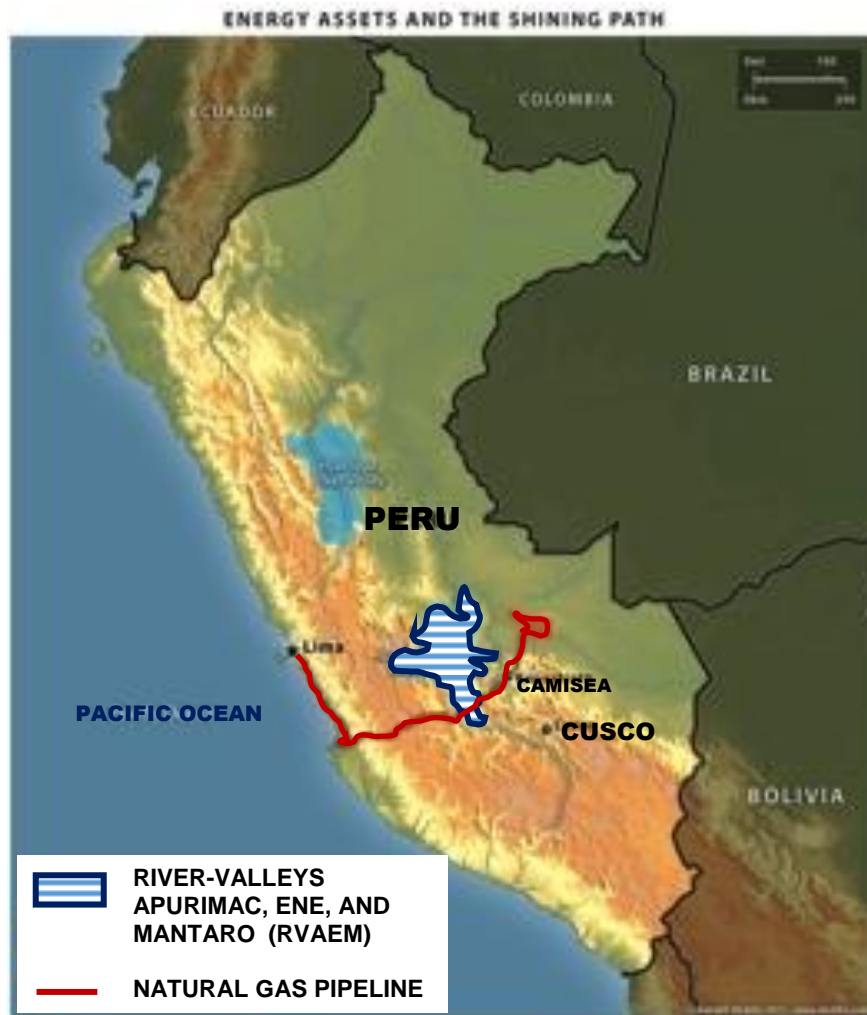 ENERGY ASSETS AND THE SHINING PATH
ECUADOR
COLOMBIA
BRAZIL
PERU
Lima
CAMISEA
PACIFIC OCEAN
CUSCO
BOLIVIA
RIVER-VALLEYS
APURIMAC, ENE, AND
MANTARO (RVAEM)
NATURAL GAS PIPELINE